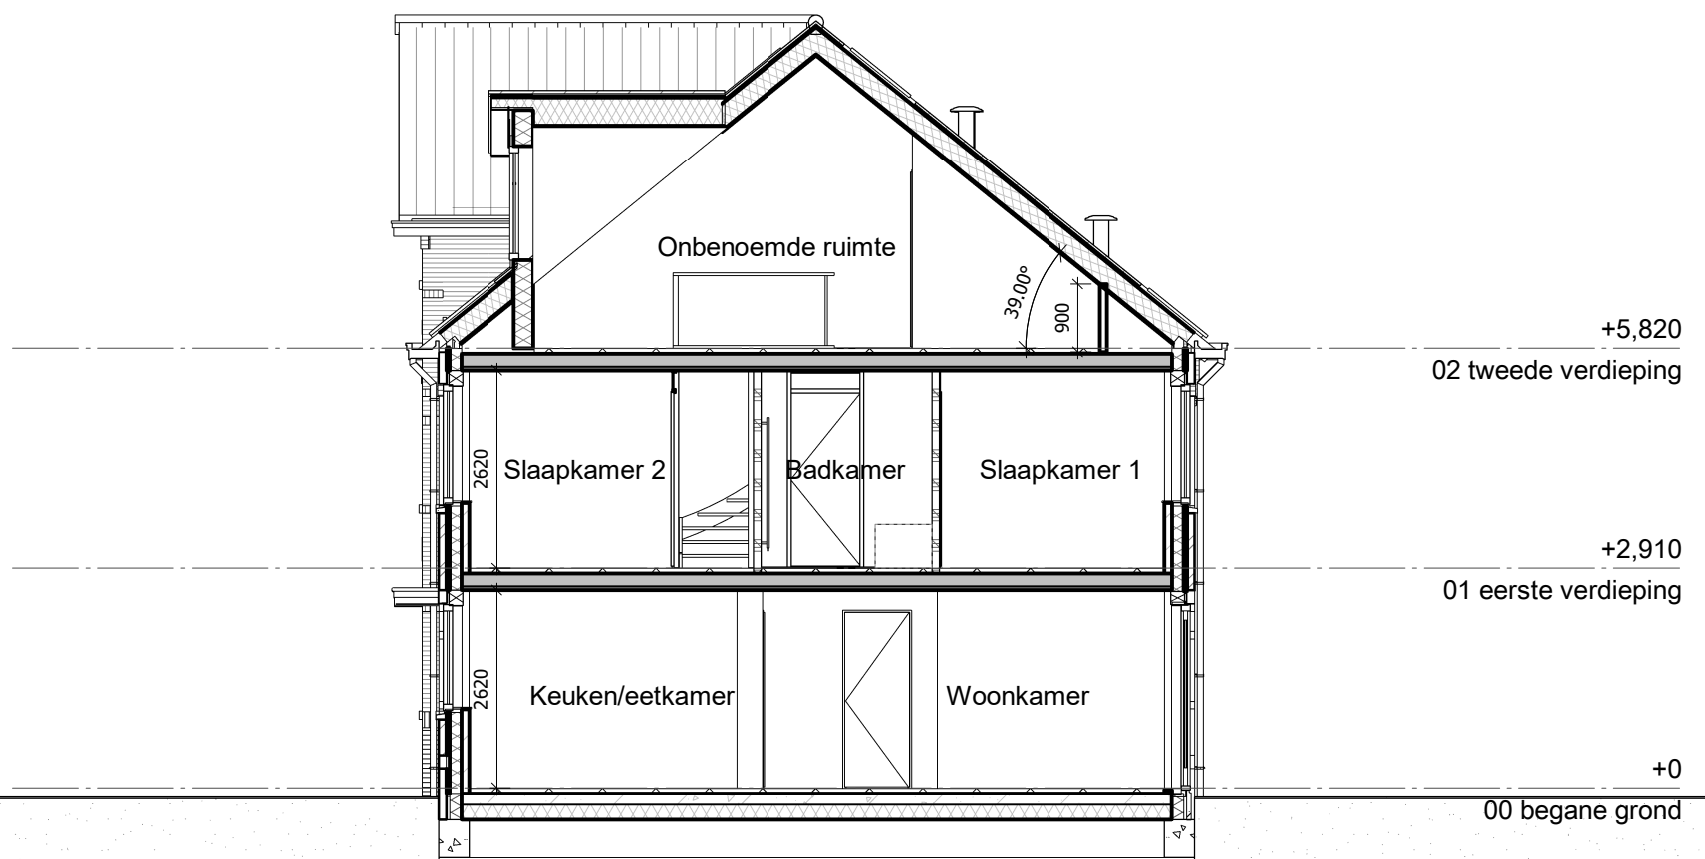 Onbenoemde ruimte
39.00°
900
+5,820
02 tweede verdieping
2620
Slaapkamer 2
Badkamer
Slaapkamer 1
+2,910
01 eerste verdieping
2620
Keuken/eetkamer
Woonkamer
+0
00 begane grond